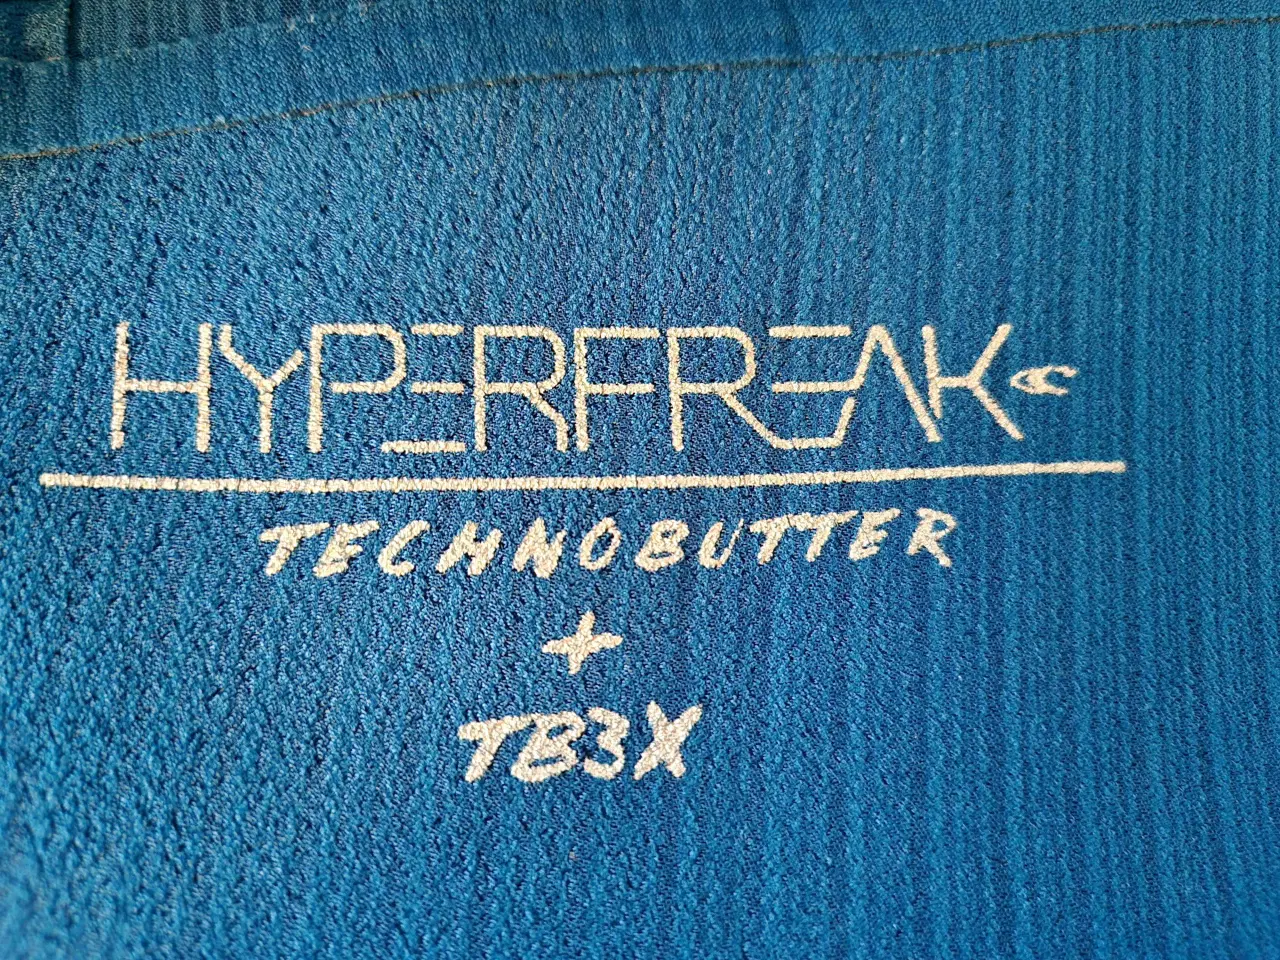 HYPERFREAK
TECHNOBUTTER
+
TB3X